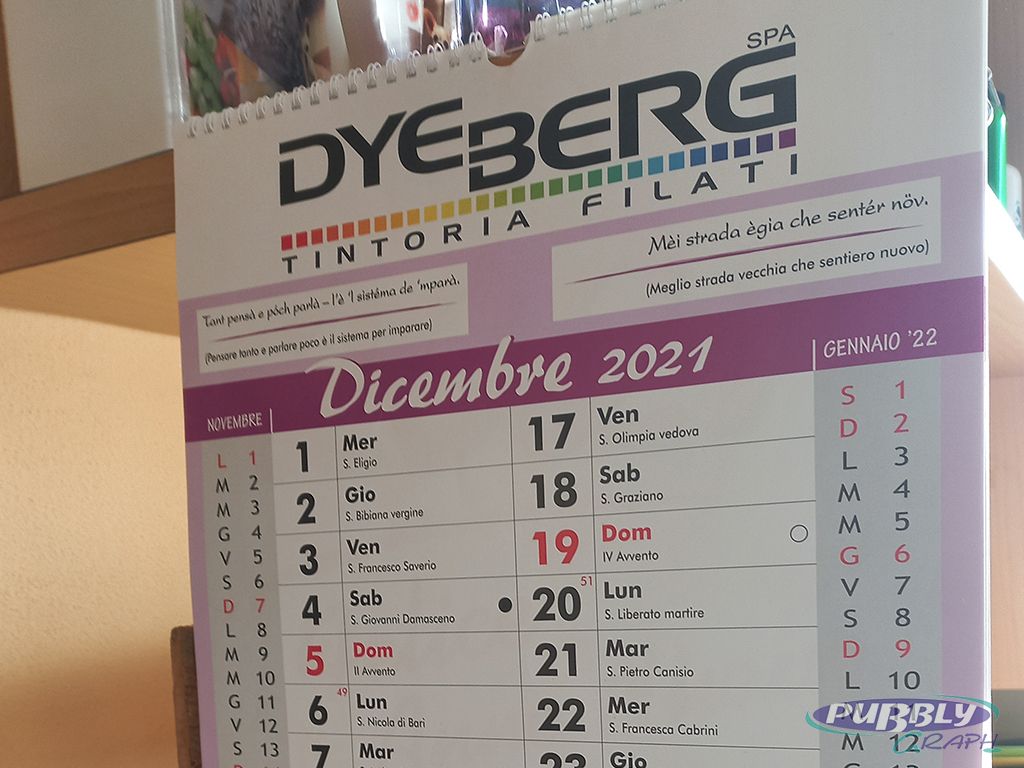 SPA
DYEBERG
TINTORIA FILATI
Tant pensà e póch parlà – l'è 'l sistéma de 'mparà.
(Pensare tanto e parlare poco è il sistema per imparare)
Mèi strada ègia che sentér növ.
(Meglio strada vecchia che sentiero nuovo)
NOVEMBRE
Dicembre 2021
GENNAIO '22
L 1
M 2
M 3
G 4
V 5
S 6
D 7
L 8
M 9
M 10
G 11
V 12
S 13
1 Mer
S. Eligio
2 Gio
S. Bibiana vergine
3 Ven
S. Francesco Saverio
4 Sab
S. Giovanni Damasceno
5 Dom
II Avvento
6 49 Lun
S. Nicola di Bari
7 Mar
17 Ven
S. Olimpia vedova
18 Sab
S. Graziano
19 Dom
IV Avvento
20 51 Lun
S. Liberato martire
21 Mar
S. Pietro Canisio
22 Mer
S. Francesca Cabrini
23 Gio
S 1
D 2
L 3
M 4
M 5
G 6
V 7
S 8
D 9
L 10
M 12
PUBBLY
GRAPH